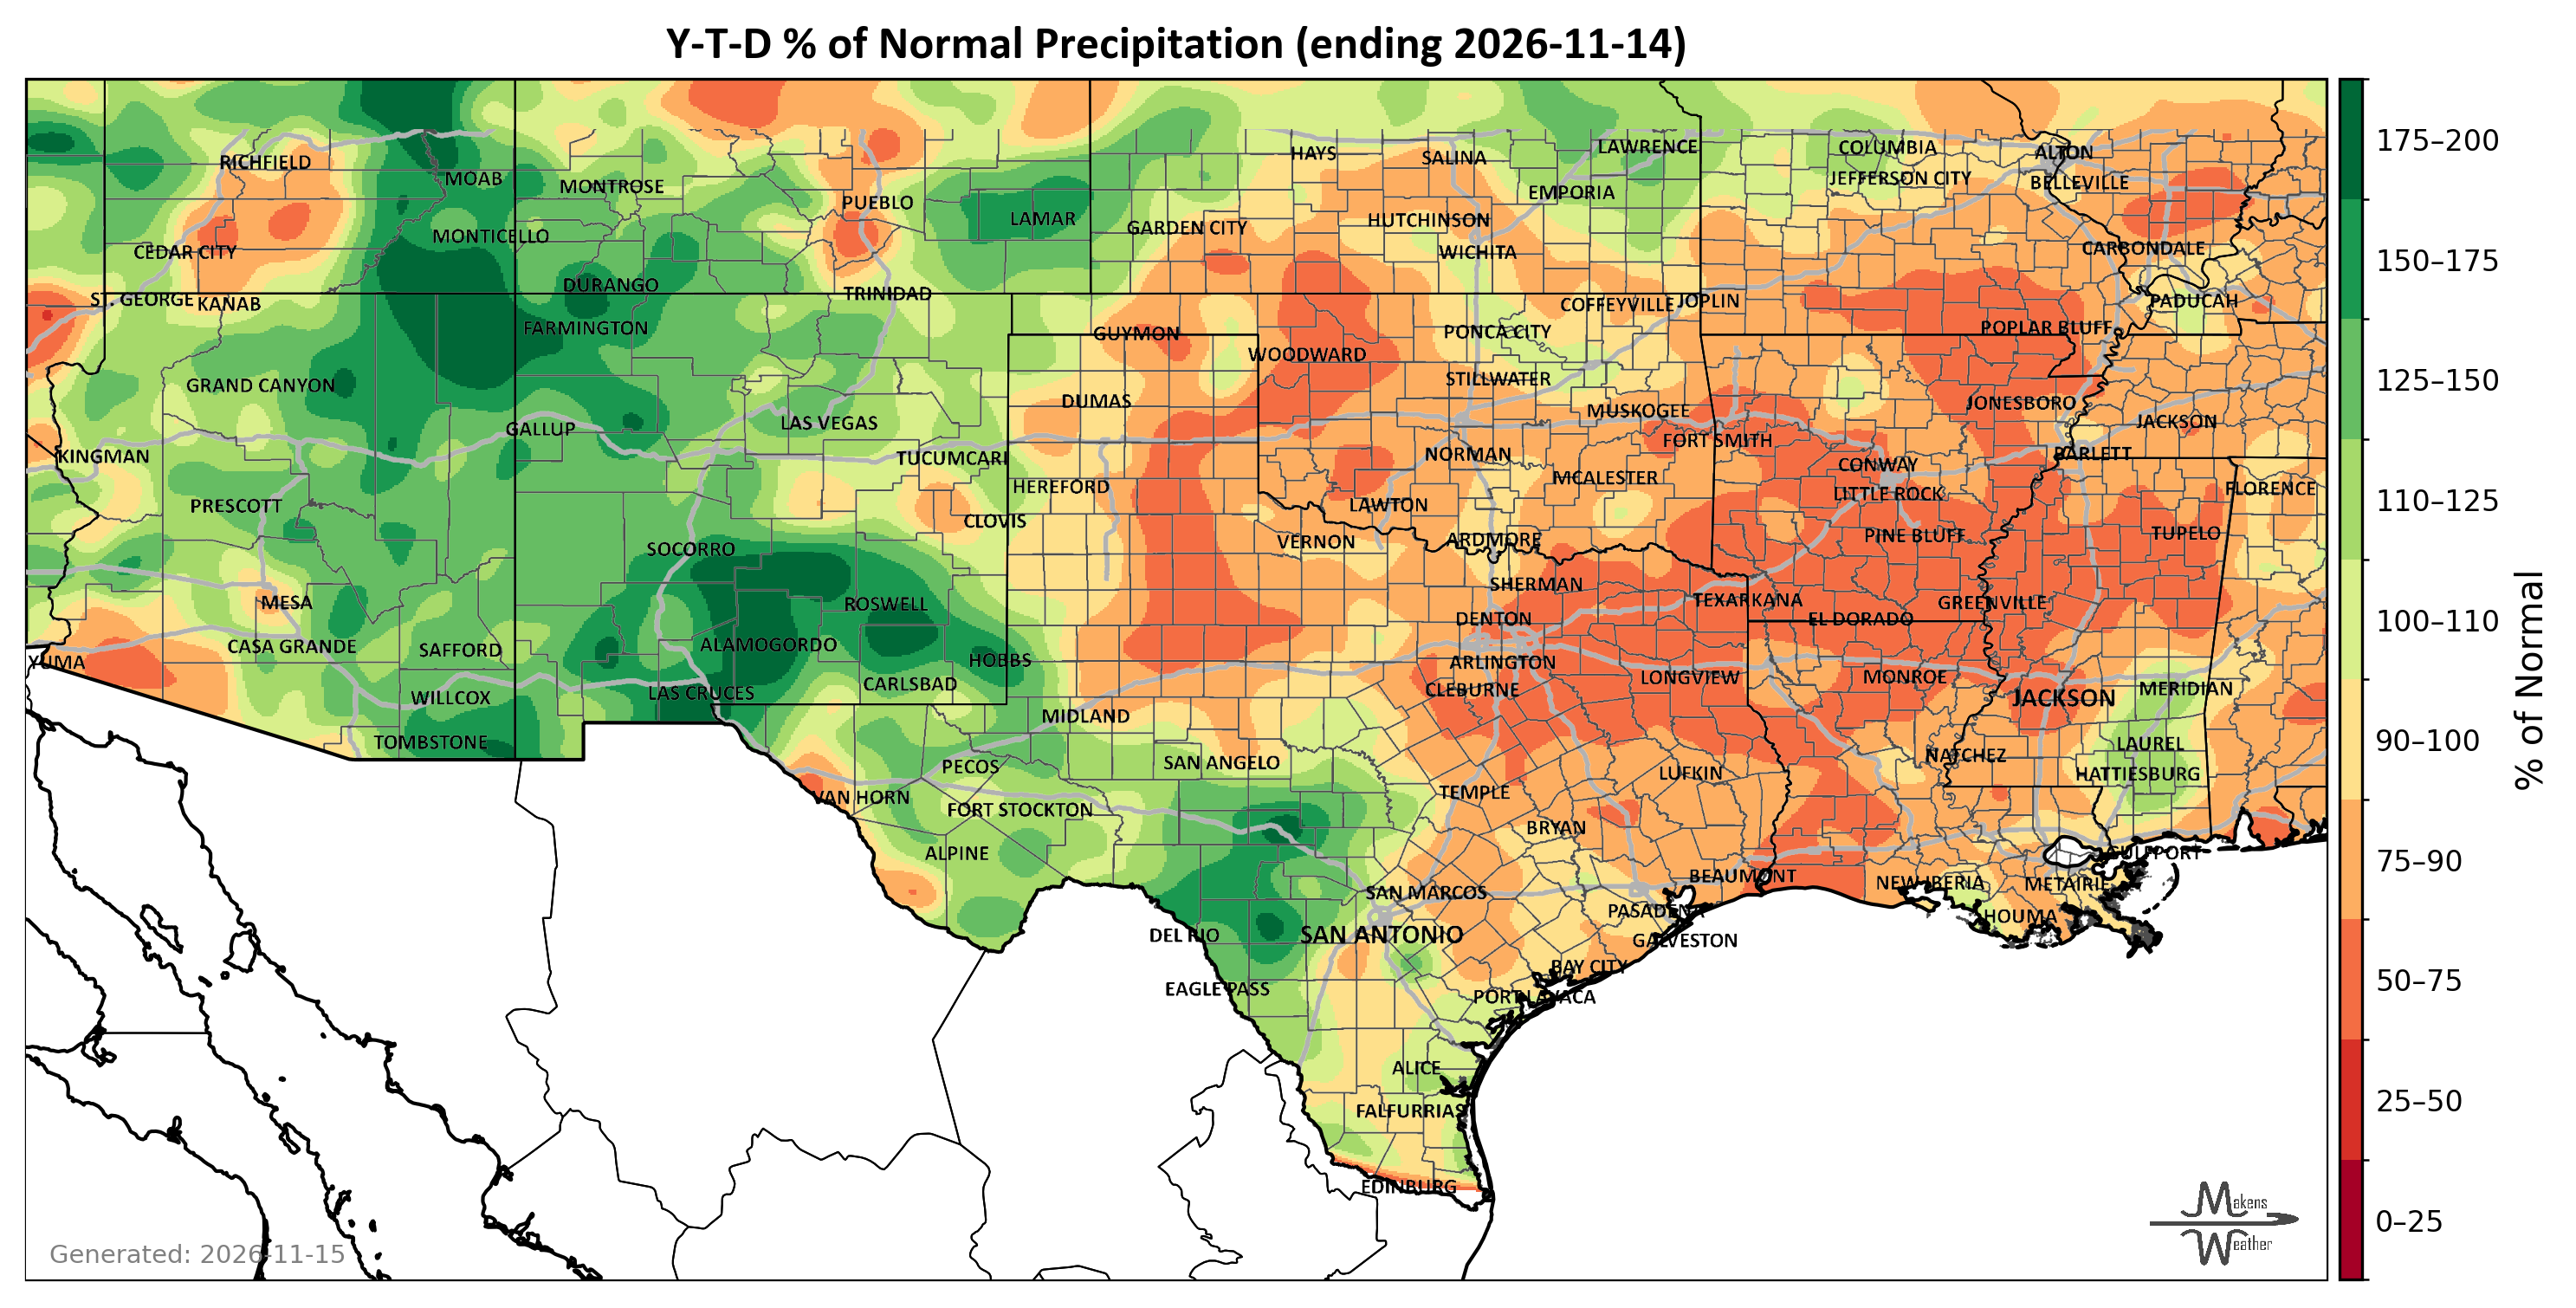 Y-T-D % of Normal Precipitation (ending 2026-11-14)
RICHFIELD
MOAB
MONTROSE
PUEBLO
LAMAR
HAYS
SALINA
LAWRENCE
EMPORIA
COLUMBIA
JEFFERSON CITY
ALTON
BELLEVILLE
175–200
CEDAR CITY
MONTICELLO
GARDEN CITY
HUTCHINSON
WICHITA
CARBONDALE
150–175
ST. GEORGE
KANAB
DURANGO
TRINIDAD
COFFEYVILLE
JOPLIN
PADUCAH
FARMINGTON
GUYMON
WOODWARD
PONCA CITY
POPLAR BLUFF
GRAND CANYON
DUMAS
STILLWATER
MUSKOGEE
JONESBORO
JACKSON
125–150
KINGMAN
GALLUP
LAS VEGAS
TUCUMCARI
NORMAN
FORT SMITH
CONWAY
BARLETT
PRESCOTT
HEREFORD
CLOVIS
LAWTON
MCALESTER
LITTLE ROCK
FLORENCE
110–125
SOCORRO
VERNON
ARDMORE
PINE BLUFF
TUPELO
MESA
ROSWELL
SHERMAN
DENTON
TEXARKANA
EL DORADO
GREENVILLE
100–110
YUMA
CASA GRANDE
SAFFORD
ALAMOGORDO
HOBBS
ARLINGTON
WILLCOX
LAS CRUCES
CARLSBAD
CLEBURNE
LONGVIEW
MONROE
JACKSON
MERIDIAN
% of Normal
TOMBSTONE
MIDLAND
PECOS
SAN ANGELO
NATCHEZ
LAUREL
90–100
VAN HORN
FORT STOCKTON
TEMPLE
LUFKIN
HATTIESBURG
ALPINE
BRYAN
BEAUMONT
GULFPORT
75–90
SAN MARCOS
NEW IBERIA
METAIRIE
DEL RIO
SAN ANTONIO
PASADENA
GALVESTON
HOUMA
EAGLE PASS
BAY CITY
PORT LAVACA
50–75
ALICE
FALFURRIAS
25–50
EDINBURG
0–25
Makens
Weather
Generated: 2026-11-15